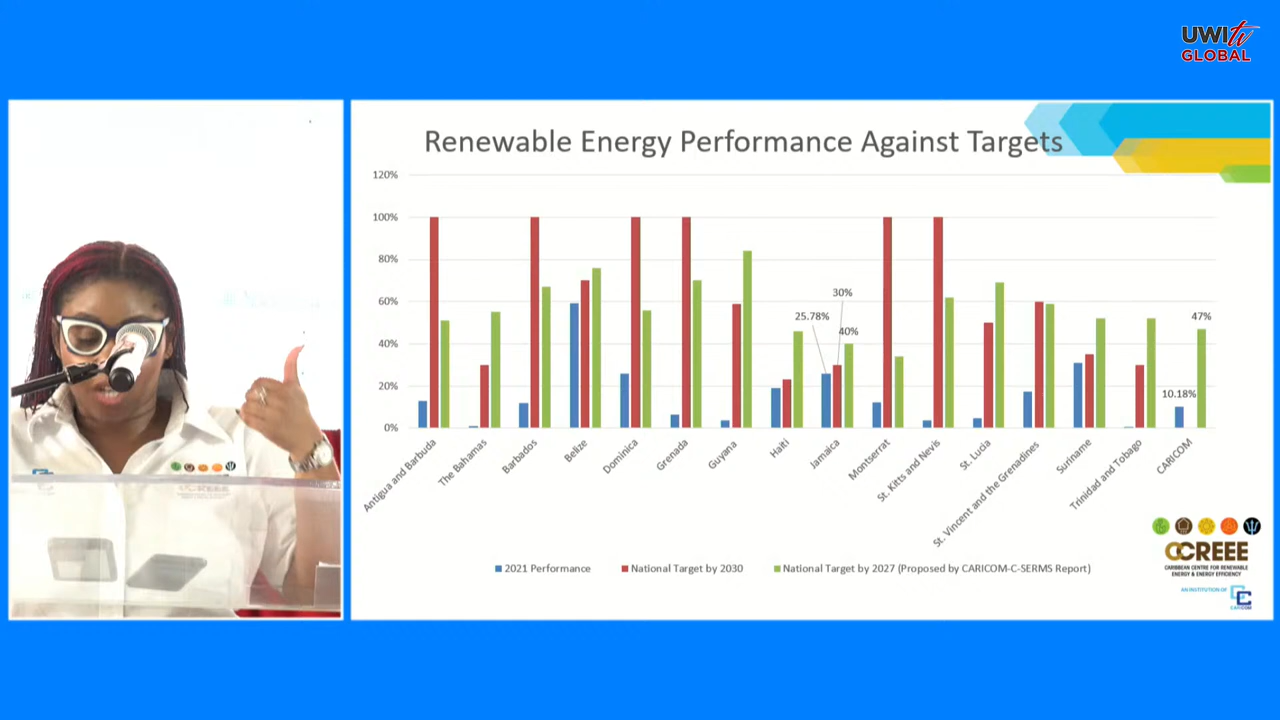 UWItv
GLOBAL
Renewable Energy Performance Against Targets
120%
100%
80%
60%
40%
20%
0%
25.78%
30%
40%
10.18%
47%
Antigua and Barbuda
The Bahamas
Barbados
Belize
Dominica
Grenada
Guyana
Haiti
Jamaica
Montserrat
St. Kitts and Nevis
St. Lucia
St. Vincent and the Grenadines
Suriname
Trinidad and Tobago
CARICOM
2021 Performance
National Target by 2030
National Target by 2027 (Proposed by CARICOM-C-SERMS Report)
CCREEE
CARIBBEAN CENTRE FOR RENEWABLE
ENERGY & ENERGY EFFICIENCY
AN INSTITUTION OF
CARICOM